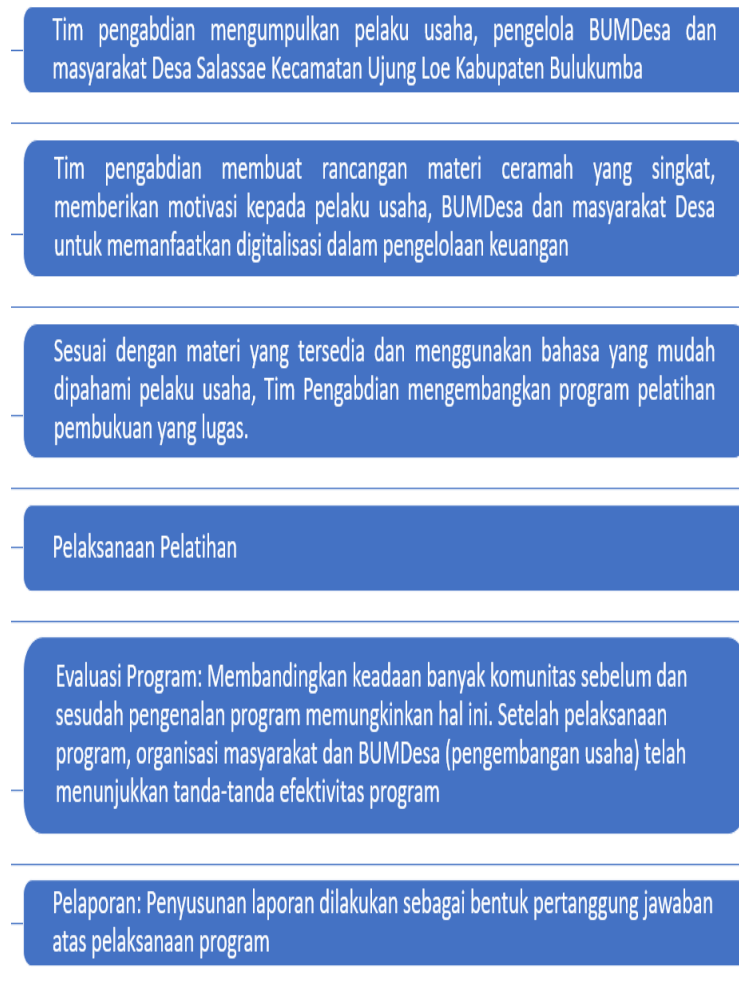 Tim pengabdian mengumpulkan pelaku usaha, pengelola BUMDesa dan
masyarakat Desa Salassae Kecamatan Ujung Loe Kabupaten Bulukumba
Tim pengabdian membuat rancangan materi ceramah yang singkat,
memberikan motivasi kepada pelaku usaha, BUMDesa dan masyarakat Desa
untuk memanfaatkan digitalisasi dalam pengelolaan keuangan
Sesuai dengan materi yang tersedia dan menggunakan bahasa yang mudah
dipahami pelaku usaha, Tim Pengabdian mengembangkan program pelatihan
pembukuan yang lugas.
Pelaksanaan Pelatihan
Evaluasi Program: Membandingkan keadaan banyak komunitas sebelum dan
sesudah pengenalan program memungkinkan hal ini. Setelah pelaksanaan
program, organisasi masyarakat dan BUMDesa (pengembangan usaha) telah
menunjukkan tanda-tanda efektivitas program
Pelaporan: Penyusunan laporan dilakukan sebagai bentuk pertanggung jawaban
atas pelaksanaan program